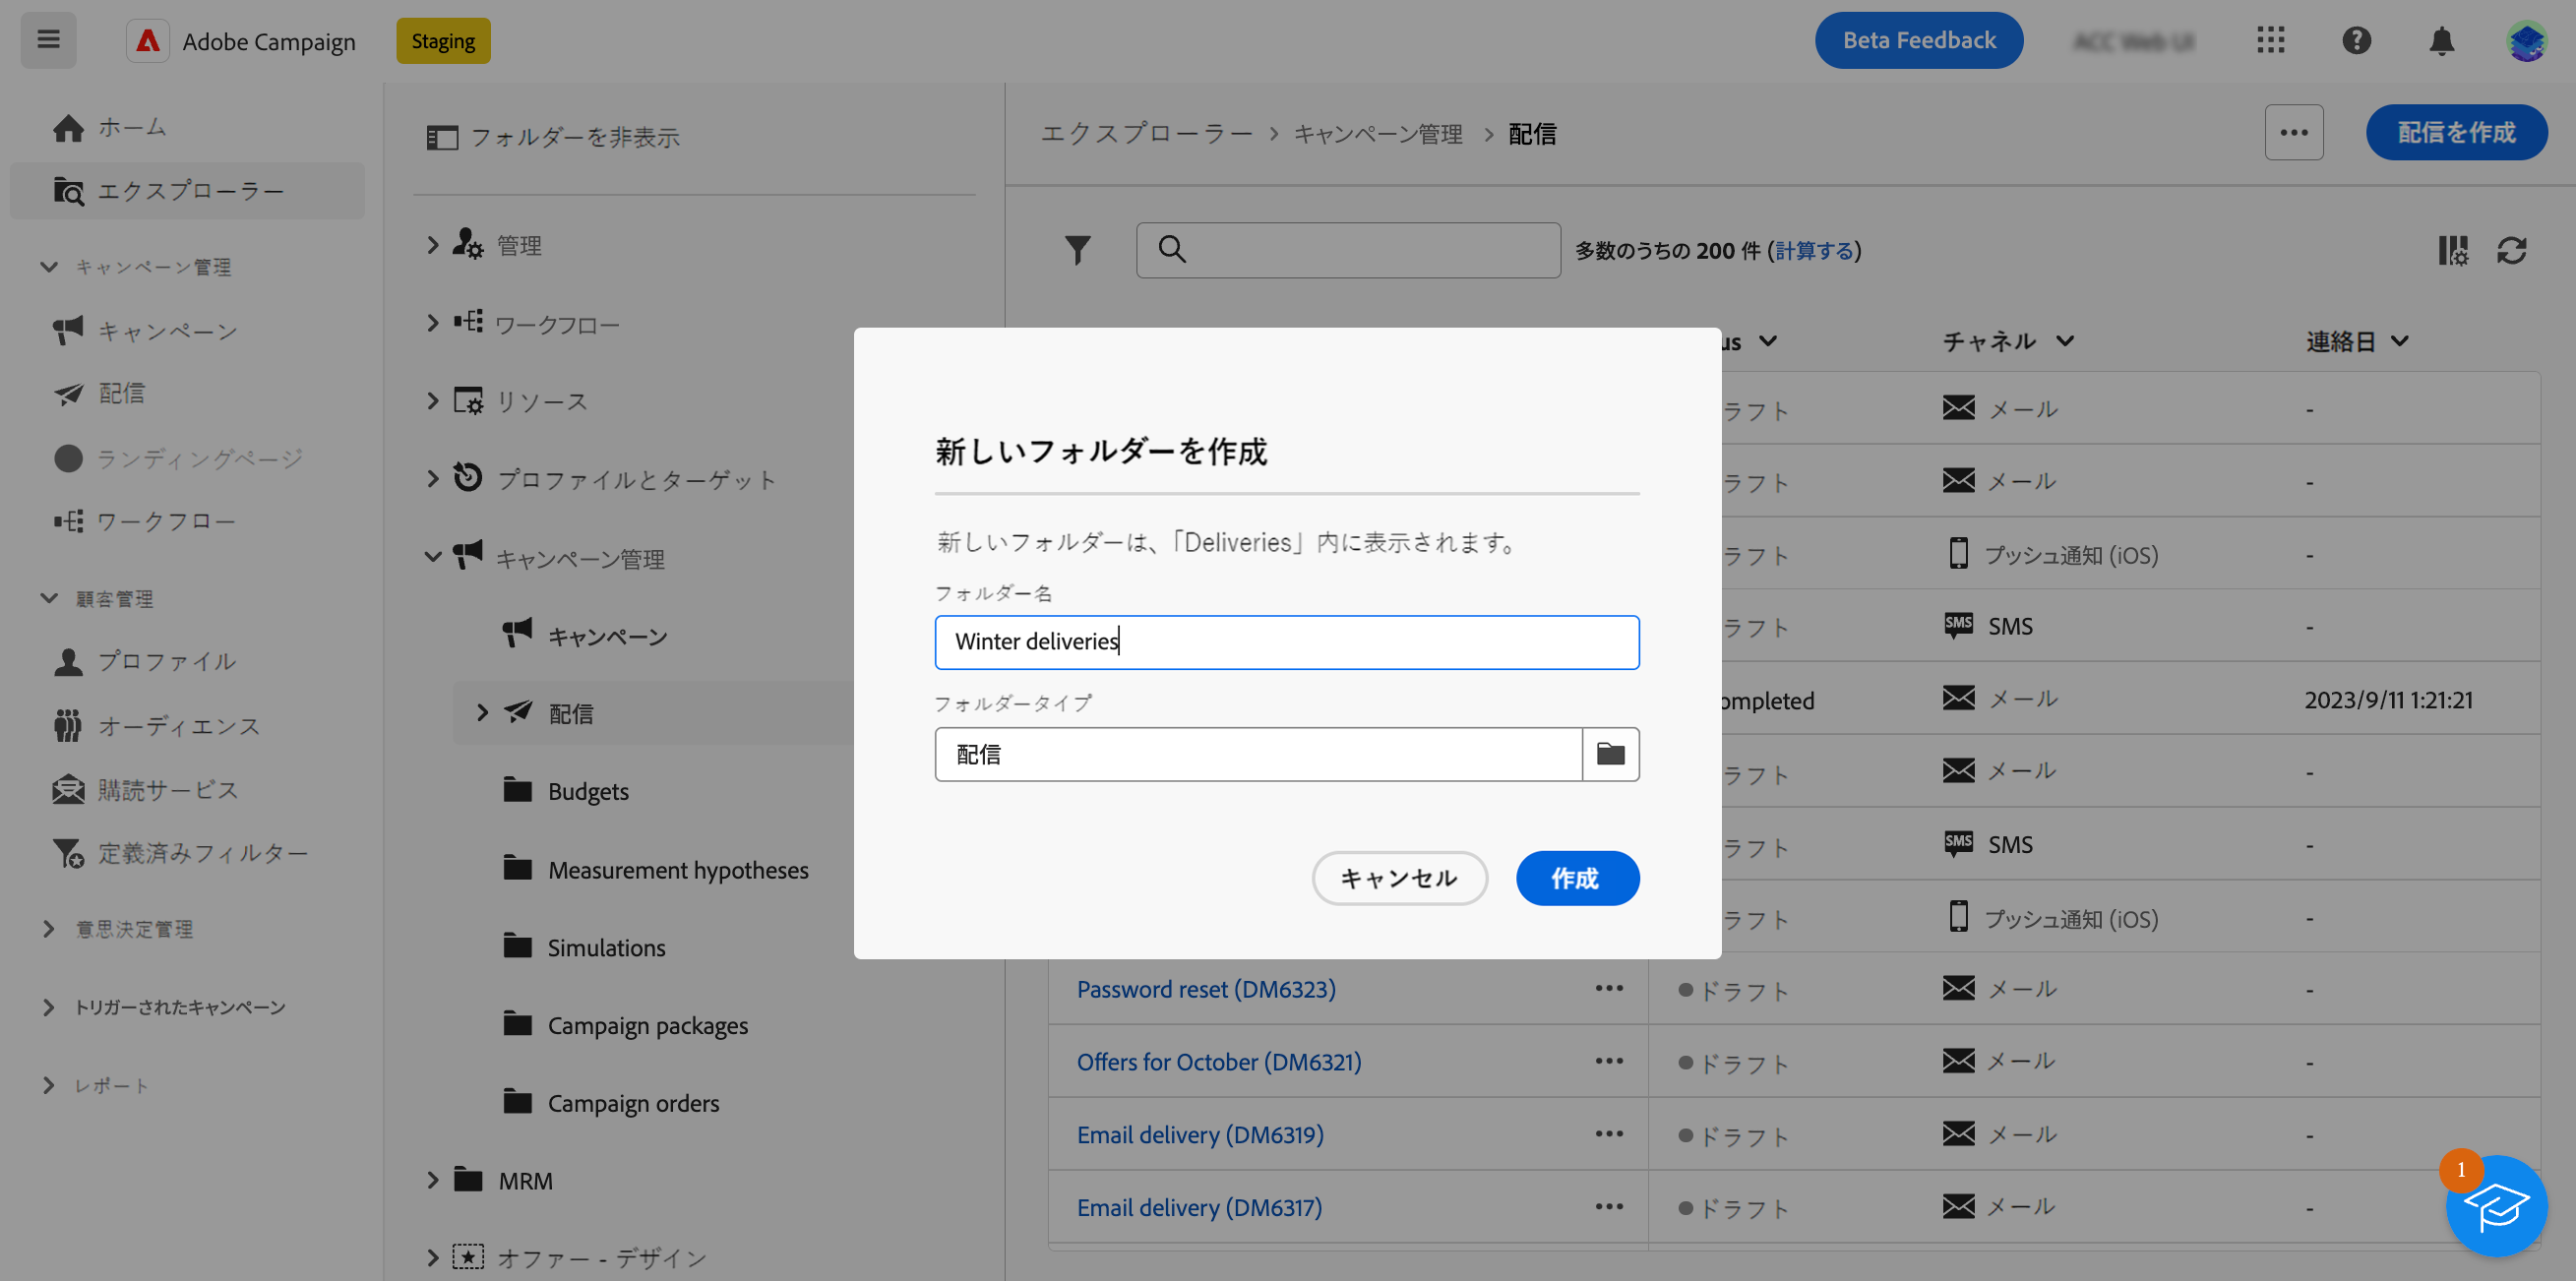 Adobe Campaign
Staging
Beta Feedback
ホーム
エクスプローラー
キャンペーン管理
キャンペーン
配信
ランディングページ
ワークフロー
顧客管理
プロファイル
オーディエンス
購読サービス
定義済みフィルター
意思決定管理
トリガーされたキャンペーン
レポート
フォルダーを非表示
管理
ワークフロー
リソース
プロファイルとターゲット
キャンペーン管理
キャンペーン
配信
Budgets
Measurement hypotheses
Simulations
Campaign packages
Campaign orders
MRM
オファー - デザイン
エクスプローラー > キャンペーン管理 > 配信
配信を作成
多数のうちの 200 件 (計算する)
us チャネル 連絡日
ラフト メール -
ラフト メール -
ラフト プッシュ通知 (iOS) -
ラフト SMS SMS -
ompleted メール 2023/9/11 1:21:21
ラフト メール -
ラフト SMS SMS -
ラフト プッシュ通知 (iOS) -
Password reset (DM6323) ドラフト メール -
Offers for October (DM6321) ドラフト メール -
Email delivery (DM6319) ドラフト メール -
Email delivery (DM6317) ドラフト メール -
新しいフォルダーを作成
新しいフォルダーは、「Deliveries」内に表示されます。
フォルダー名
Winter deliveries
フォルダータイプ
配信
キャンセル 作成
1